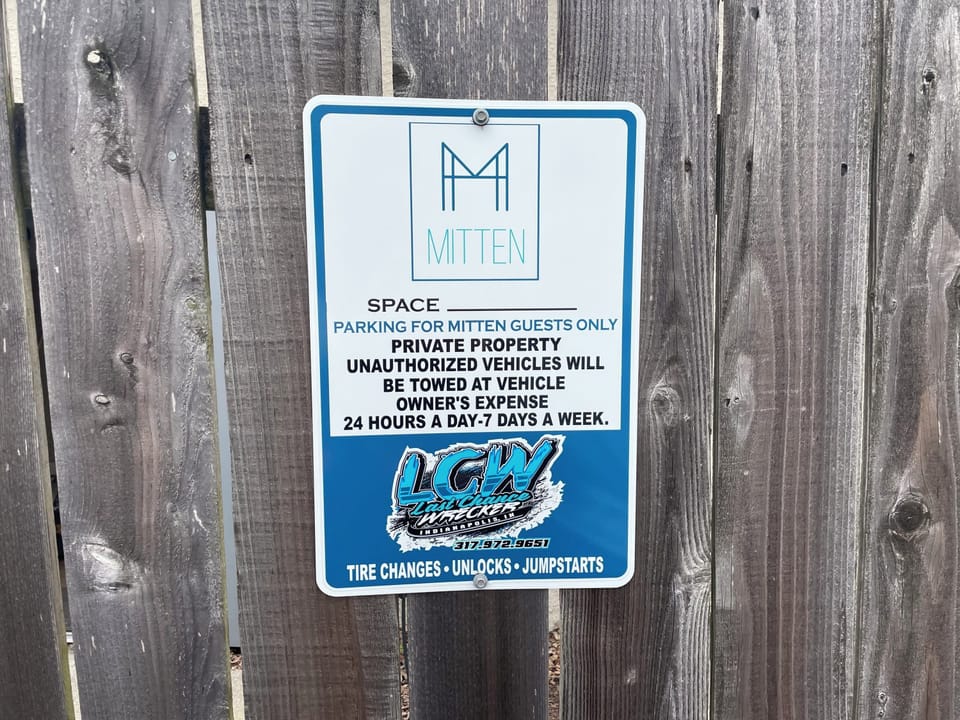 MITTEN
SPACE
PARKING FOR MITTEN GUESTS ONLY
PRIVATE PROPERTY
UNAUTHORIZED VEHICLES WILL
BE TOWED AT VEHICLE
OWNER'S EXPENSE
24 HOURS A DAY-7 DAYS A WEEK.
LCW
Last Chance
WRECKER
INDIANAPOLIS, IN
317.972.9651
TIRE CHANGES • UNLOCKS • JUMPSTARTS